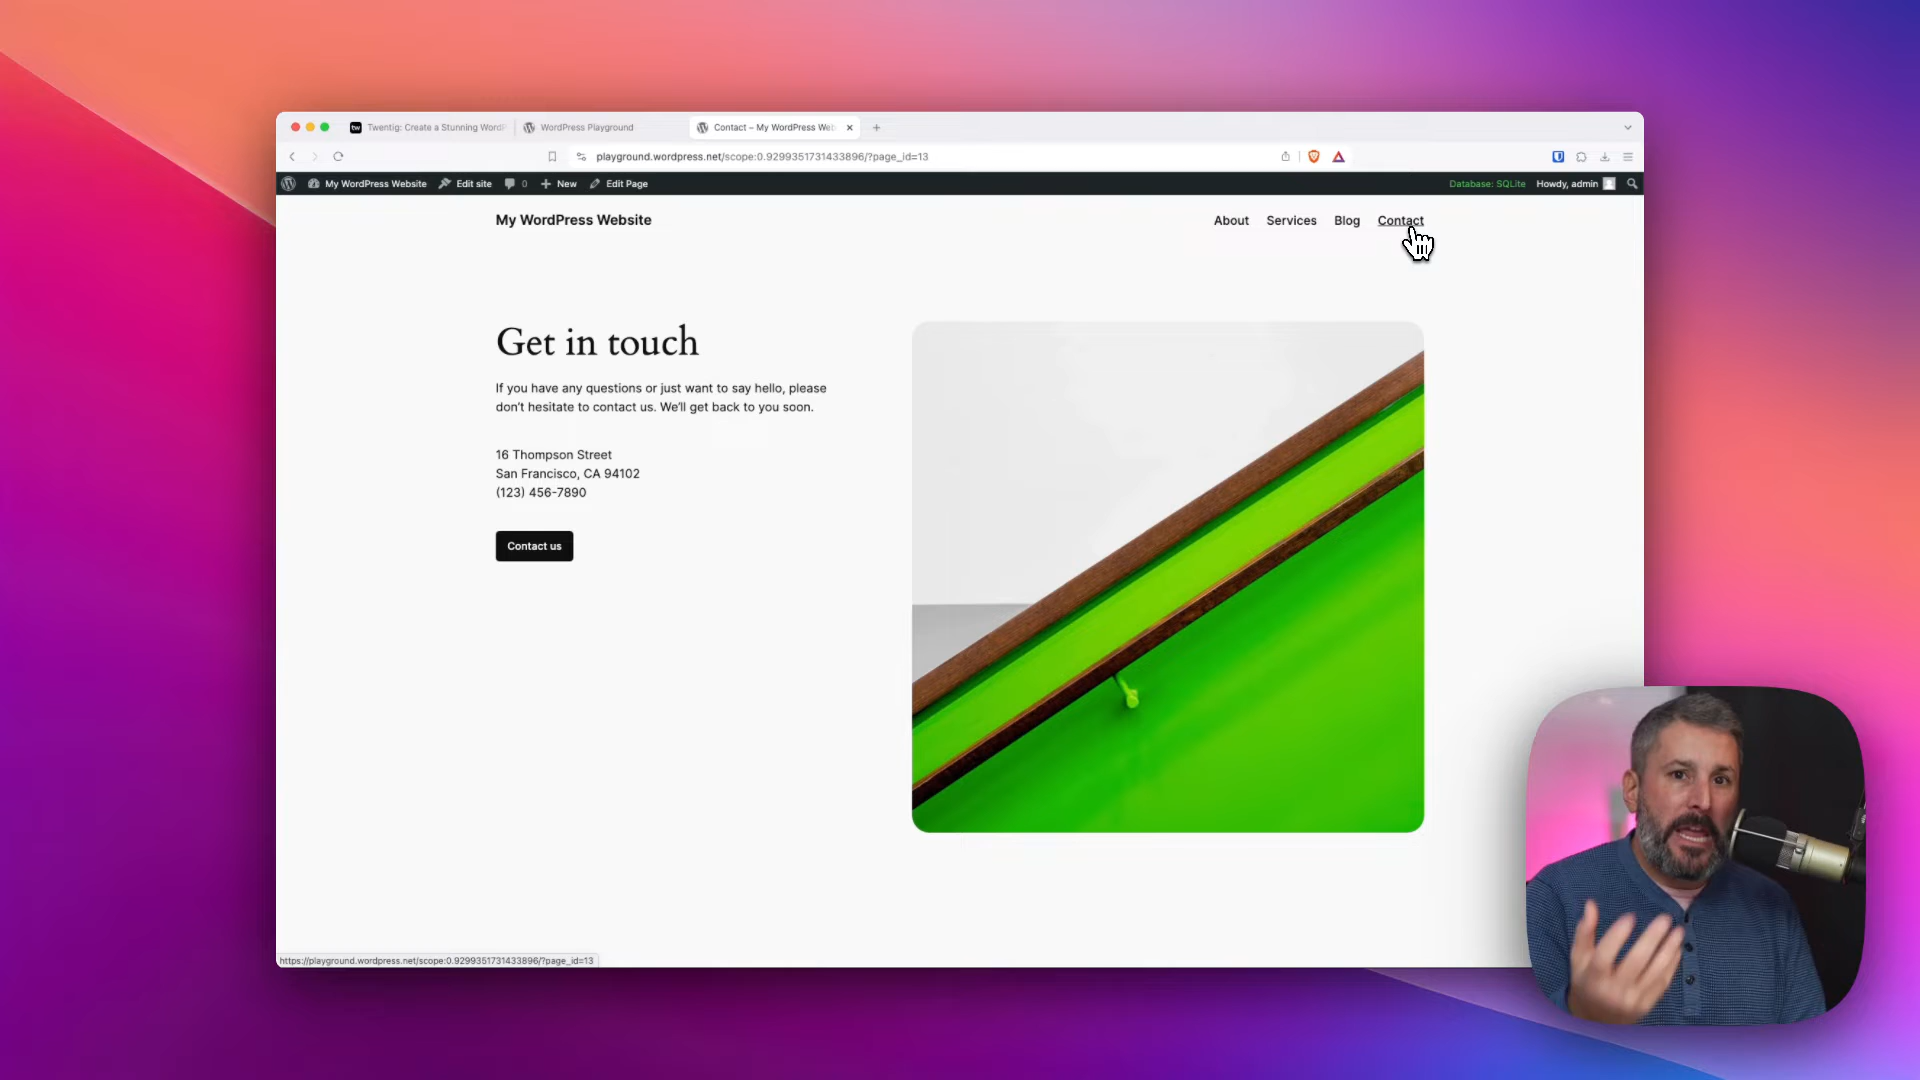 Twentig: Create a Stunning WordP
WordPress Playground
Contact – My WordPress Web
playground.wordpress.net/scope:0.9299351731433896/?page_id=13
My WordPress Website
Edit site
0
New
Edit Page
Database: SQLite
Howdy, admin
My WordPress Website
About
Services
Blog
Contact
Get in touch
If you have any questions or just want to say hello, please
don’t hesitate to contact us. We’ll get back to you soon.
16 Thompson Street
San Francisco, CA 94102
(123) 456-7890
Contact us
https://playground.wordpress.net/scope:0.9299351731433896/?page_id=13